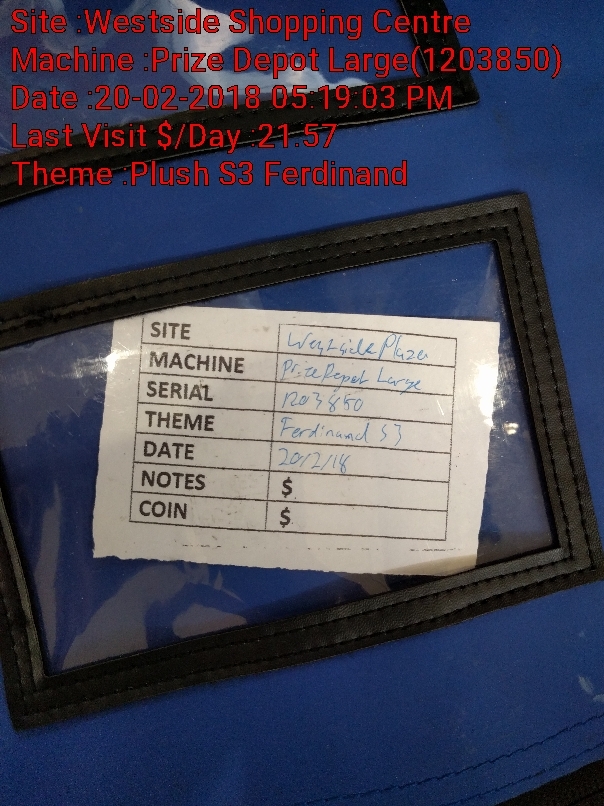 Site :Westside Shopping Centre
Machine :Prize Depot Large(1203850)
Date :20-02-2018 05:19:03 PM
Last Visit $/Day :21.57
Theme :Plush S3 Ferdinand
SITE Westside Plaza
MACHINE Prize Depot Large
SERIAL 1203850
THEME Ferdinand S3
DATE 20/2/18
NOTES $
COIN $